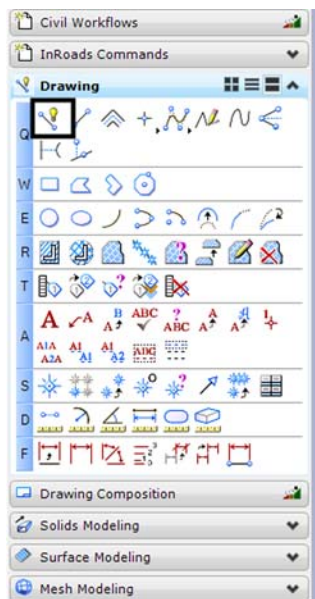 Civil Workflows
InRoads Commands
Drawing
Q
W
E
R
T
A
S
D
F
Drawing Composition
Solids Modeling
Surface Modeling
Mesh Modeling